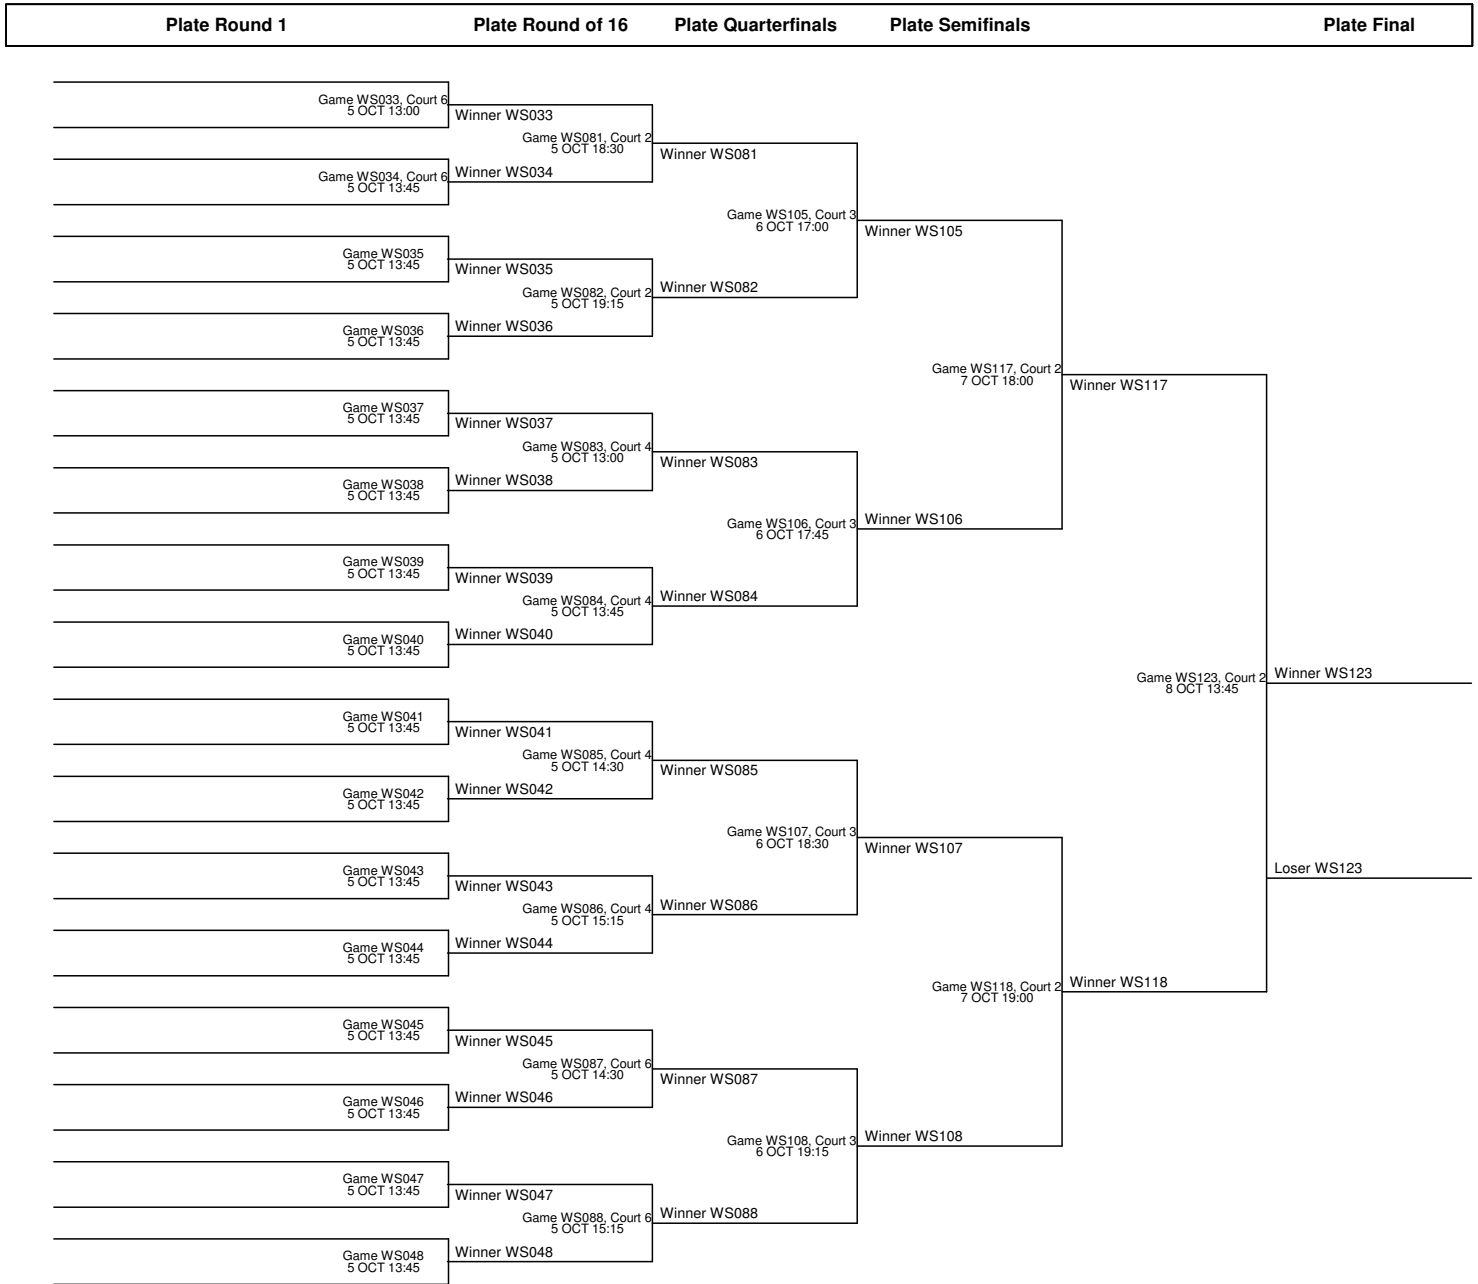 Plate Round 1 Plate Round of 16 Plate Quarterfinals Plate Semifinals Plate Final
Game WS033, Court 6
5 OCT 13:00
Winner WS033
Game WS081, Court 2
5 OCT 18:30
Winner WS081
Game WS034, Court 6
5 OCT 13:45
Winner WS034
Game WS105, Court 3
6 OCT 17:00
Winner WS105
Game WS035
5 OCT 13:45
Winner WS035
Game WS082, Court 2
5 OCT 19:15
Winner WS082
Game WS036
5 OCT 13:45
Winner WS036
Game WS117, Court 2
7 OCT 18:00
Winner WS117
Game WS037
5 OCT 13:45
Winner WS037
Game WS083, Court 4
5 OCT 13:00
Winner WS083
Game WS038
5 OCT 13:45
Winner WS038
Game WS106, Court 3
6 OCT 17:45
Winner WS106
Game WS039
5 OCT 13:45
Winner WS039
Game WS084, Court 4
5 OCT 13:45
Winner WS084
Game WS040
5 OCT 13:45
Winner WS040
Game WS123, Court 2
8 OCT 13:45
Winner WS123
Game WS041
5 OCT 13:45
Winner WS041
Game WS085, Court 4
5 OCT 14:30
Winner WS085
Game WS042
5 OCT 13:45
Winner WS042
Game WS107, Court 3
6 OCT 18:30
Winner WS107
Loser WS123
Game WS043
5 OCT 13:45
Winner WS043
Game WS086, Court 4
5 OCT 15:15
Winner WS086
Game WS044
5 OCT 13:45
Winner WS044
Game WS118, Court 2
7 OCT 19:00
Winner WS118
Game WS045
5 OCT 13:45
Winner WS045
Game WS087, Court 6
5 OCT 14:30
Winner WS087
Game WS046
5 OCT 13:45
Winner WS046
Game WS108, Court 3
6 OCT 19:15
Winner WS108
Game WS047
5 OCT 13:45
Winner WS047
Game WS088, Court 6
5 OCT 15:15
Winner WS088
Game WS048
5 OCT 13:45
Winner WS048